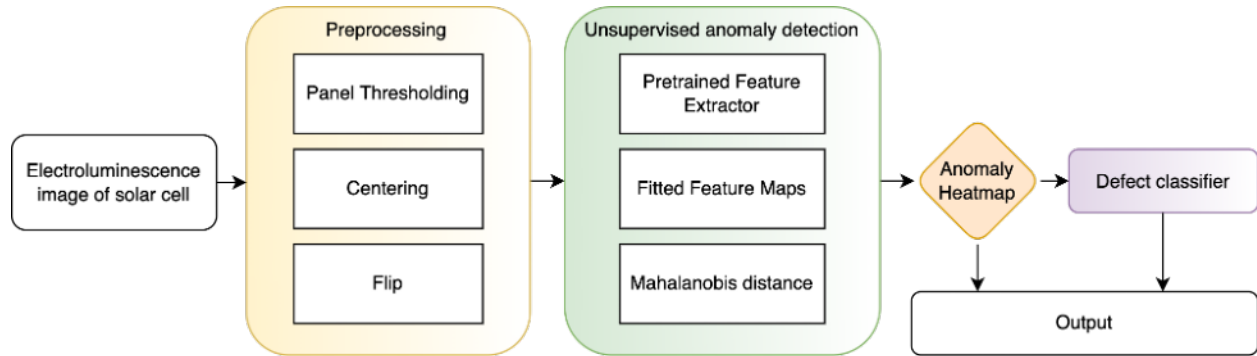 Electroluminescence
image of solar cell
Preprocessing
Panel Thresholding
Centering
Flip
Unsupervised anomaly detection
Pretrained Feature
Extractor
Fitted Feature Maps
Mahalanobis distance
Anomaly
Heatmap
Defect classifier
Output